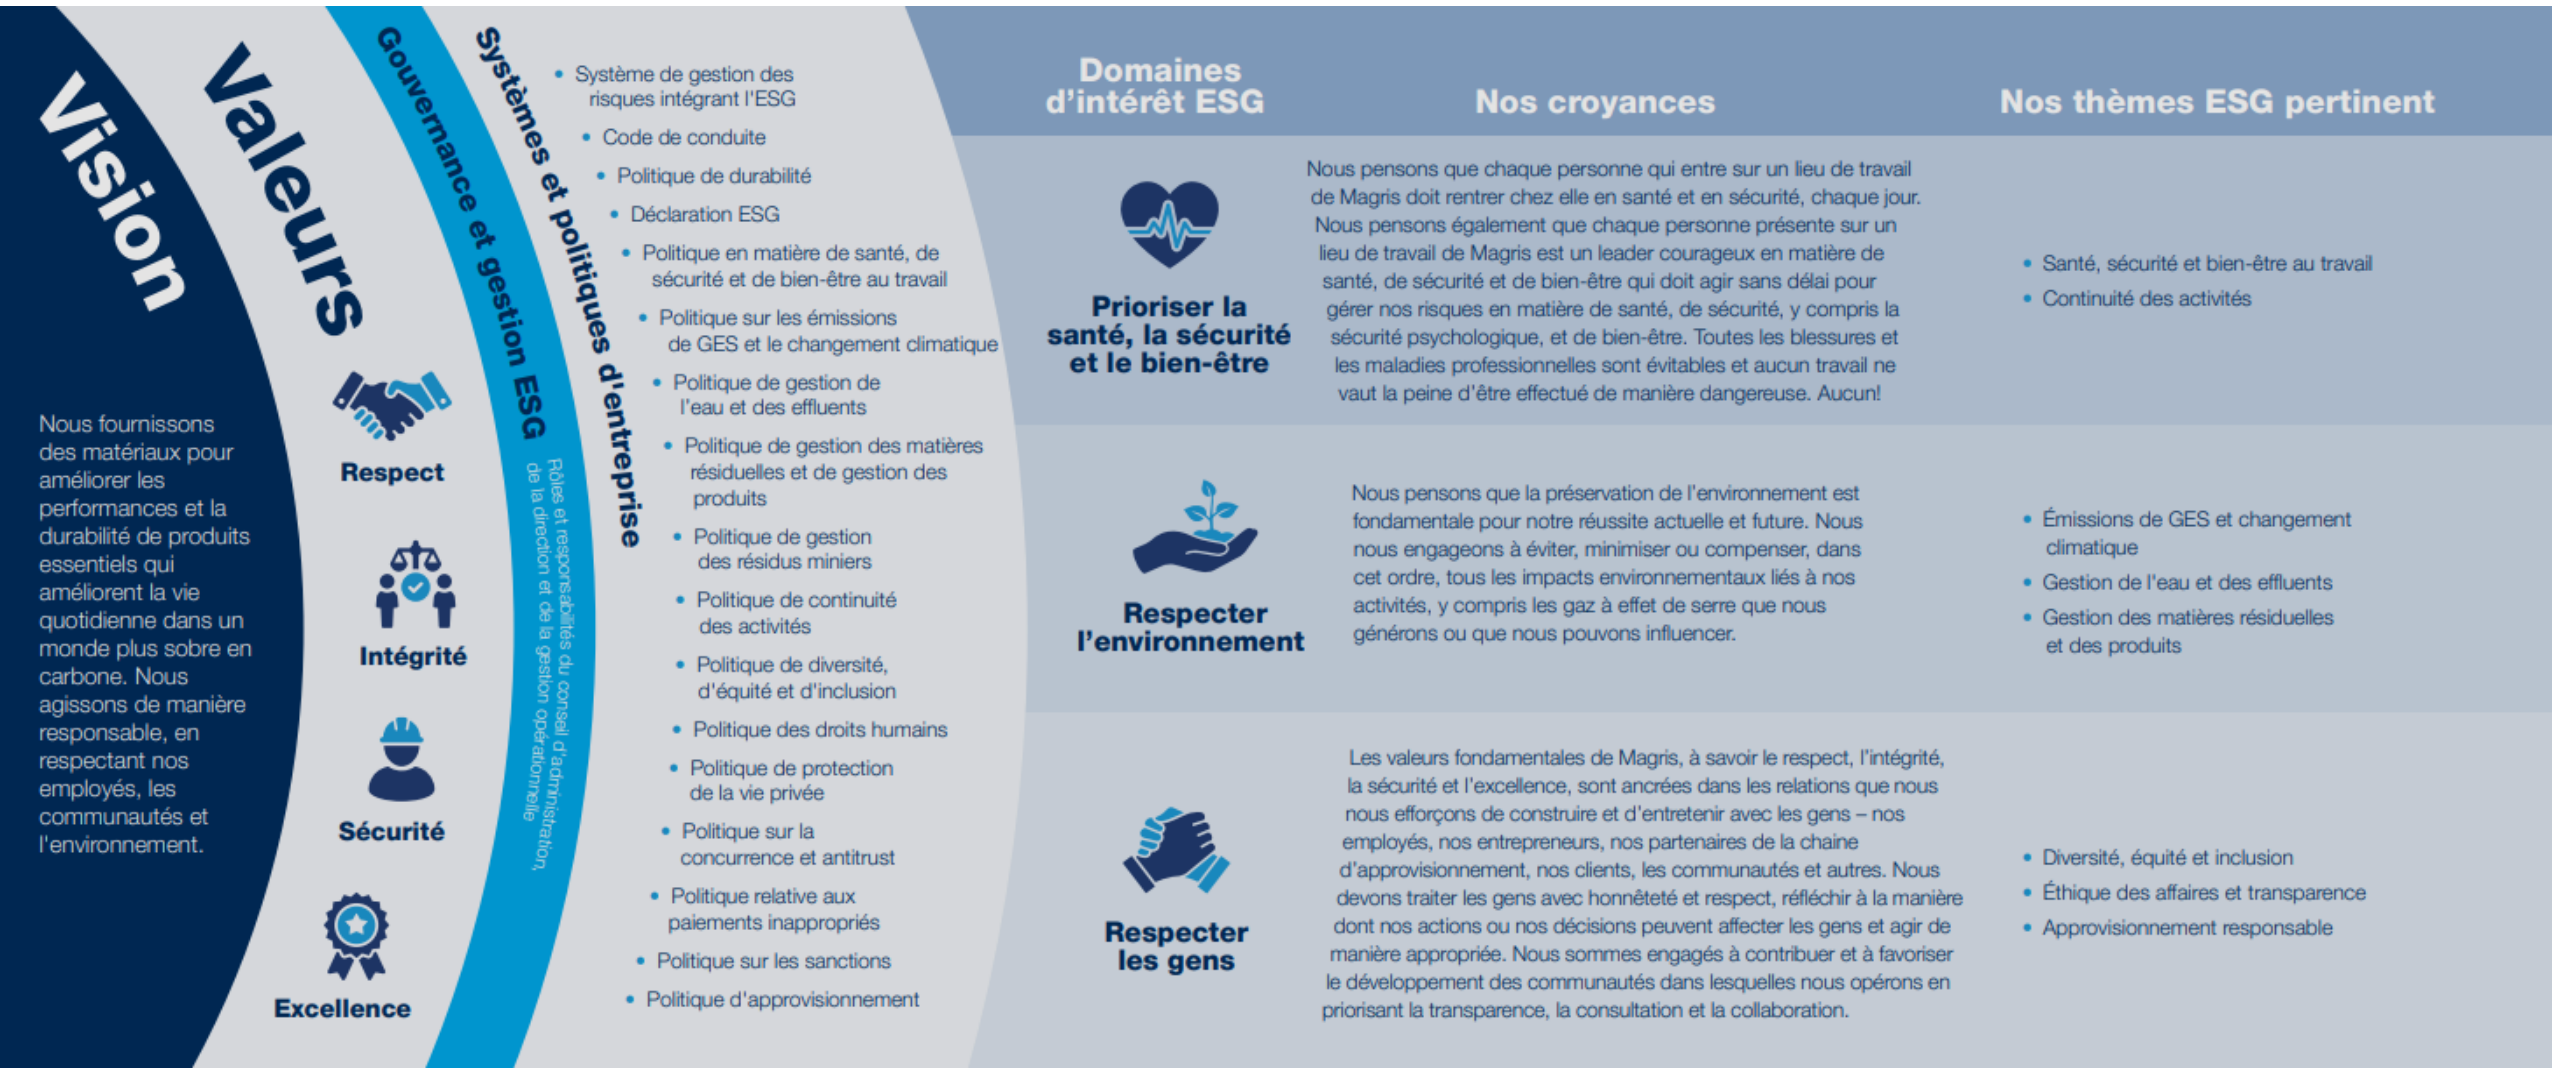 Vision
Nous fournissons
des matériaux pour
améliorer les
performances et la
durabilité de produits
essentiels qui
améliorent la vie
quotidienne dans un
monde plus sobre en
carbone. Nous
agissons de manière
responsable, en
respectant nos
employés, les
communautés et
l'environnement.
Valeurs
Respect
Intégrité
Sécurité
Excellence
Gouvernance et gestion ESG
Rôles et responsabilités du conseil d'administration,
de la direction et de la gestion opérationnelle
Systèmes et politiques d'entreprise
• Système de gestion des
risques intégrant l'ESG
• Code de conduite
• Politique de durabilité
• Déclaration ESG
• Politique en matière de santé, de
sécurité et de bien-être au travail
• Politique sur les émissions
de GES et le changement climatique
• Politique de gestion de
l'eau et des effluents
• Politique de gestion des matières
résiduelles et de gestion des
produits
• Politique de gestion
des résidus miniers
• Politique de continuité
des activités
• Politique de diversité,
d'équité et d'inclusion
• Politique des droits humains
• Politique de protection
de la vie privée
• Politique sur la
concurrence et antitrust
• Politique relative aux
paiements inappropriés
• Politique sur les sanctions
• Politique d'approvisionnement
Domaines
d'intérêt ESG
Nos croyances
Nos thèmes ESG pertinent
Prioriser la
santé, la sécurité
et le bien-être
Nous pensons que chaque personne qui entre sur un lieu de travail
de Magris doit rentrer chez elle en santé et en sécurité, chaque jour.
Nous pensons également que chaque personne présente sur un
lieu de travail de Magris est un leader courageux en matière de
santé, de sécurité et de bien-être qui doit agir sans délai pour
gérer nos risques en matière de santé, de sécurité, y compris la
sécurité psychologique, et de bien-être. Toutes les blessures et
les maladies professionnelles sont évitables et aucun travail ne
vaut la peine d'être effectué de manière dangereuse. Aucun!
• Santé, sécurité et bien-être au travail
• Continuité des activités
Respecter
l'environnement
Nous pensons que la préservation de l'environnement est
fondamentale pour notre réussite actuelle et future. Nous
nous engageons à éviter, minimiser ou compenser, dans
cet ordre, tous les impacts environnementaux liés à nos
activités, y compris les gaz à effet de serre que nous
générons ou que nous pouvons influencer.
• Émissions de GES et changement
climatique
• Gestion de l'eau et des effluents
• Gestion des matières résiduelles
et des produits
Respecter
les gens
Les valeurs fondamentales de Magris, à savoir le respect, l'intégrité,
la sécurité et l'excellence, sont ancrées dans les relations que nous
nous efforçons de construire et d'entretenir avec les gens – nos
employés, nos entrepreneurs, nos partenaires de la chaine
d'approvisionnement, nos clients, les communautés et autres. Nous
devons traiter les gens avec honnêteté et respect, réfléchir à la manière
dont nos actions ou nos décisions peuvent affecter les gens et agir de
manière appropriée. Nous sommes engagés à contribuer et à favoriser
le développement des communautés dans lesquelles nous opérons en
priorisant la transparence, la consultation et la collaboration.
• Diversité, équité et inclusion
• Éthique des affaires et transparence
• Approvisionnement responsable